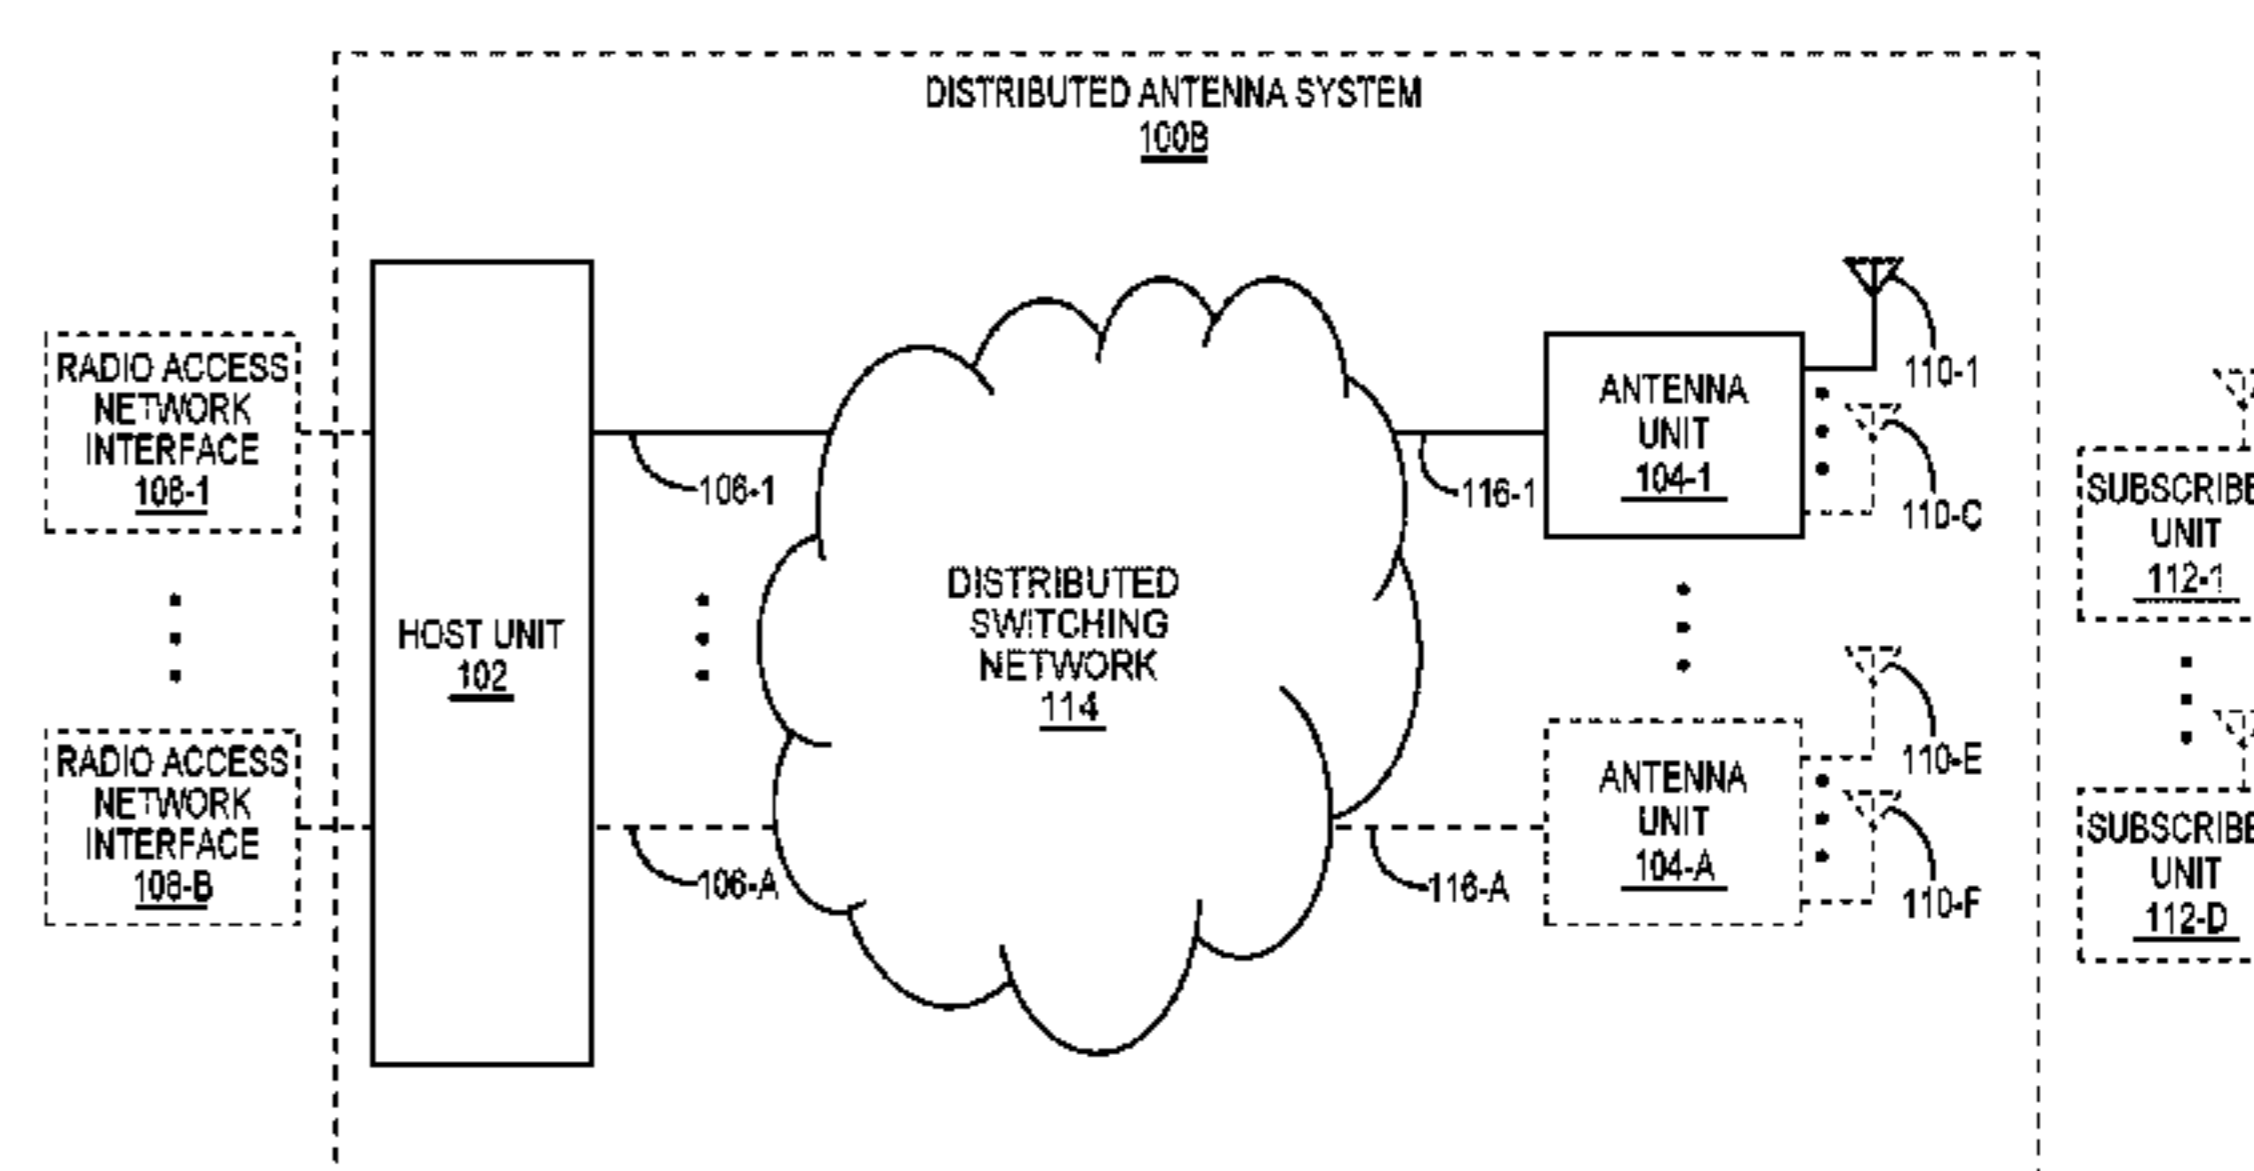 DISTRIBUTED ANTENNA SYSTEM
100B
RADIO ACCESS
NETWORK
INTERFACE
108-1
RADIO ACCESS
NETWORK
INTERFACE
108-B
HOST UNIT
102
106-1
106-A
DISTRIBUTED
SWITCHING
NETWORK
114
116-1
116-A
ANTENNA
UNIT
104-1
110-1
110-C
ANTENNA
UNIT
104-A
110-E
110-F
SUBSCRIBE
UNIT
112-1
SUBSCRIBE
UNIT
112-D